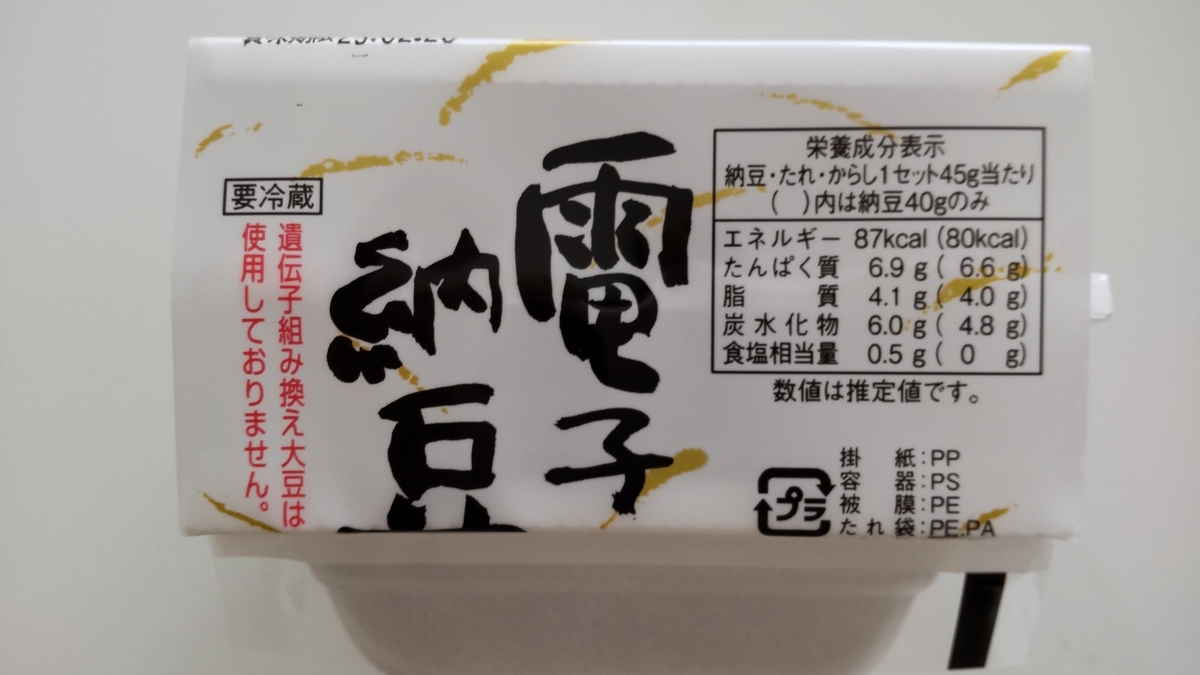 要冷蔵
遺伝子組み換え大豆は
使用しておりません。
電子
納豆
栄養成分表示
納豆・たれ・からし1セット45g当たり
(　)内は納豆40gのみ
エネルギー 87kcal (80kcal)
たんぱく質 6.9 g ( 6.6 g)
脂質 4.1 g ( 4.0 g)
炭水化物 6.0 g ( 4.8 g)
食塩相当量 0.5 g ( 0 g)
数値は推定値です。
プラ
掛紙:PP
容器:PS
被膜:PE
たれ袋:PE,PA